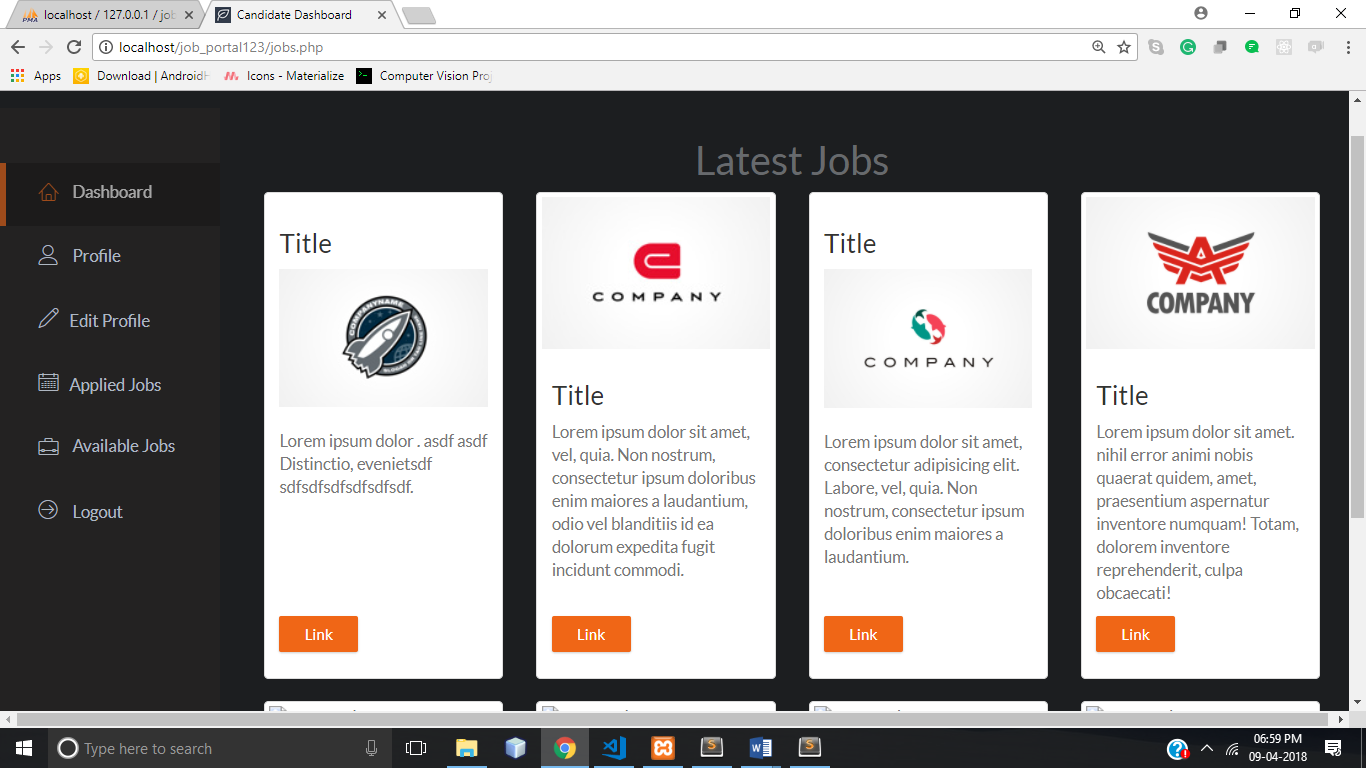 localhost / 127.0.0.1 / job
Candidate Dashboard
localhost/job_portal123/jobs.php
Apps
Download | AndroidH
Icons - Materialize
Computer Vision Proj
Latest Jobs
Dashboard
Profile
Edit Profile
Applied Jobs
Available Jobs
Logout
Title
COMPANYNAME
Lorem ipsum dolor . asdf asdf
Distinctio, evenietsdf
sdfsdfsdfsdfsdfsdf.
Link
COMPANY
Title
Lorem ipsum dolor sit amet,
vel, quia. Non nostrum,
consectetur ipsum doloribus
enim maiores a laudantium,
odio vel blanditiis id ea
dolorum expedita fugit
incidunt commodi.
Link
Title
COMPANY
Lorem ipsum dolor sit amet,
consectetur adipisicing elit.
Labore, vel, quia. Non
nostrum, consectetur ipsum
doloribus enim maiores a
laudantium.
Link
COMPANY
Title
Lorem ipsum dolor sit amet.
nihil error animi nobis
quaerat quidem, amet,
praesentium aspernatur
inventore numquam! Totam,
dolorem inventore
reprehenderit, culpa
obcaecati!
Link
Type here to search
06:59 PM
09-04-2018